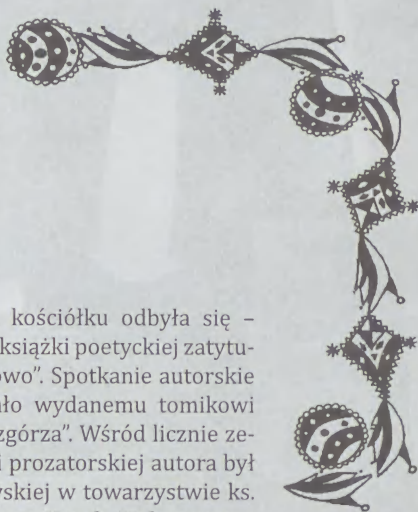 kościółku odbyła się –
książki poetyckiej zatytu-
owo”. Spotkanie autorskie
ało wydanemu tomikowi
zgórza”. Wśród licznie ze-
i prozatorskiej autora był
yskiej w towarzystwie ks.